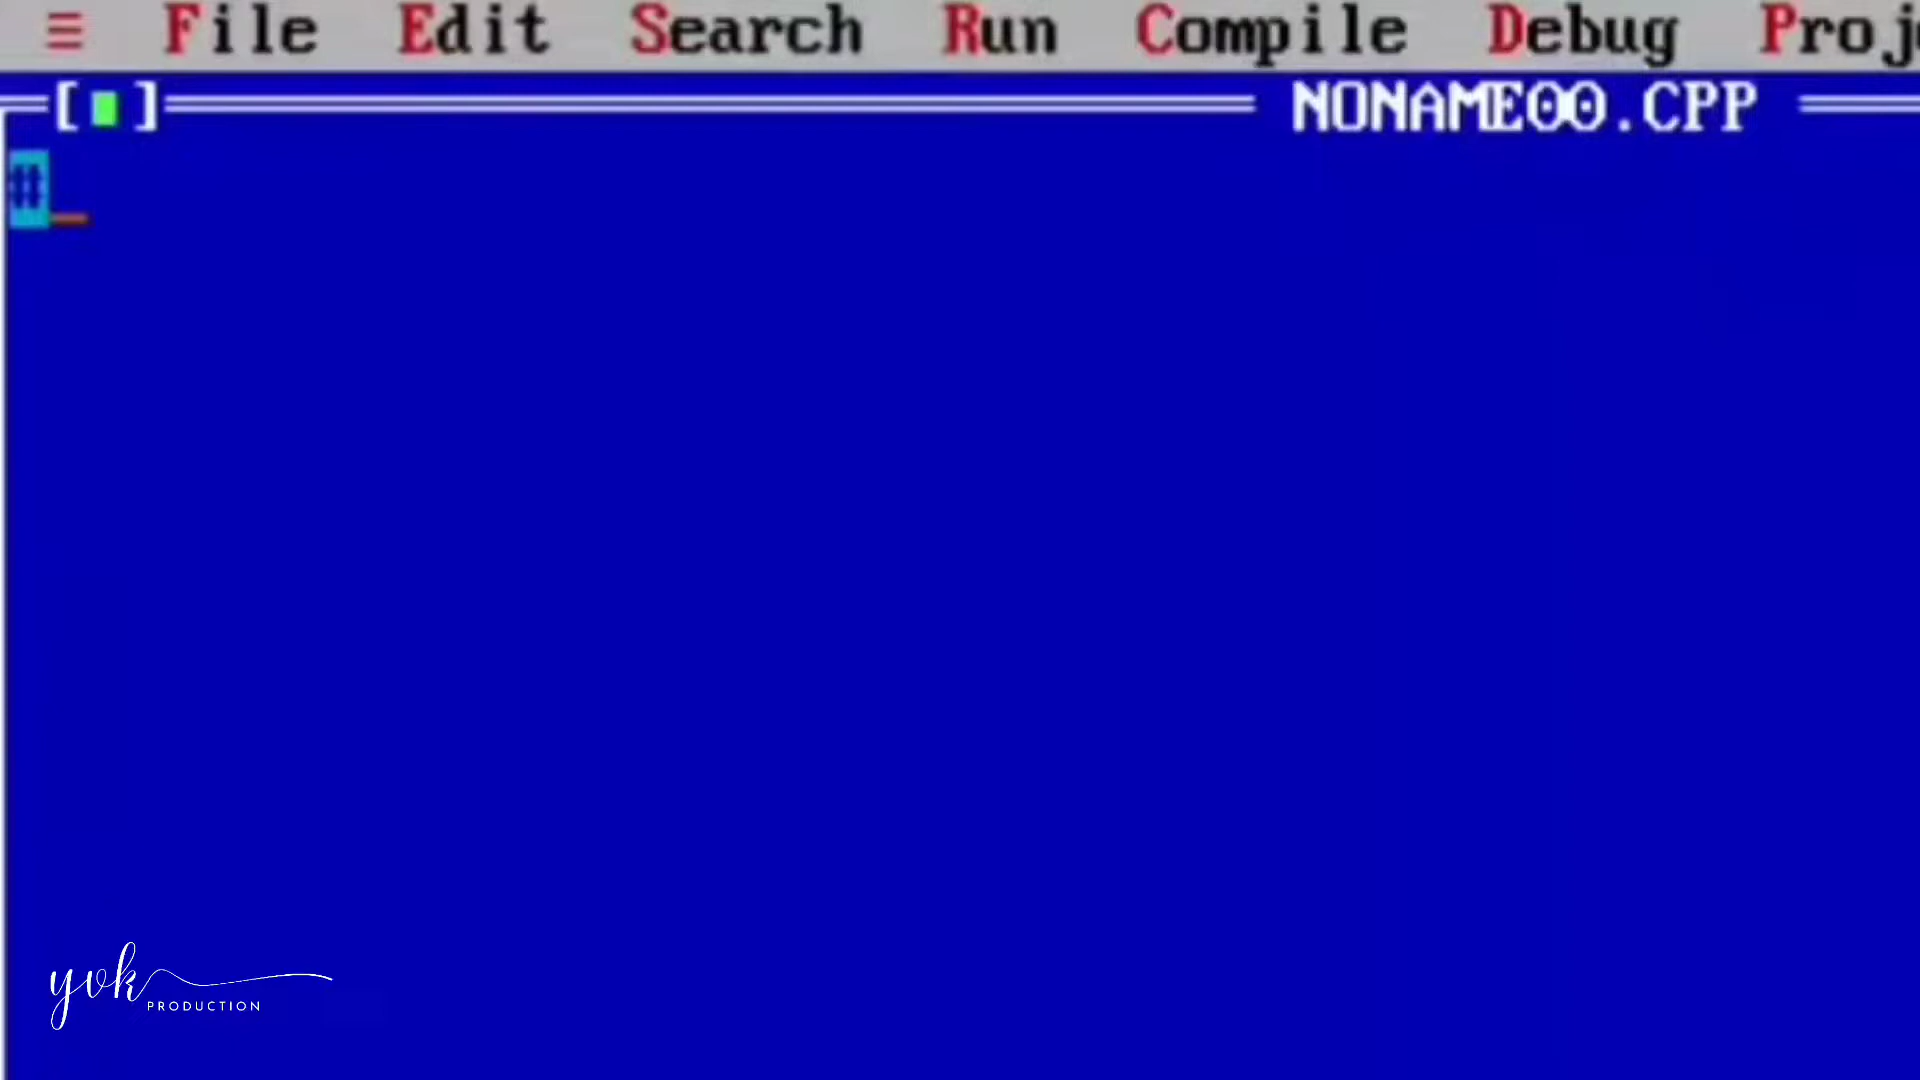 ≡ File Edit Search Run Compile Debug Proj
[■] NONAME00.CPP
#_
yvk
PRODUCTION